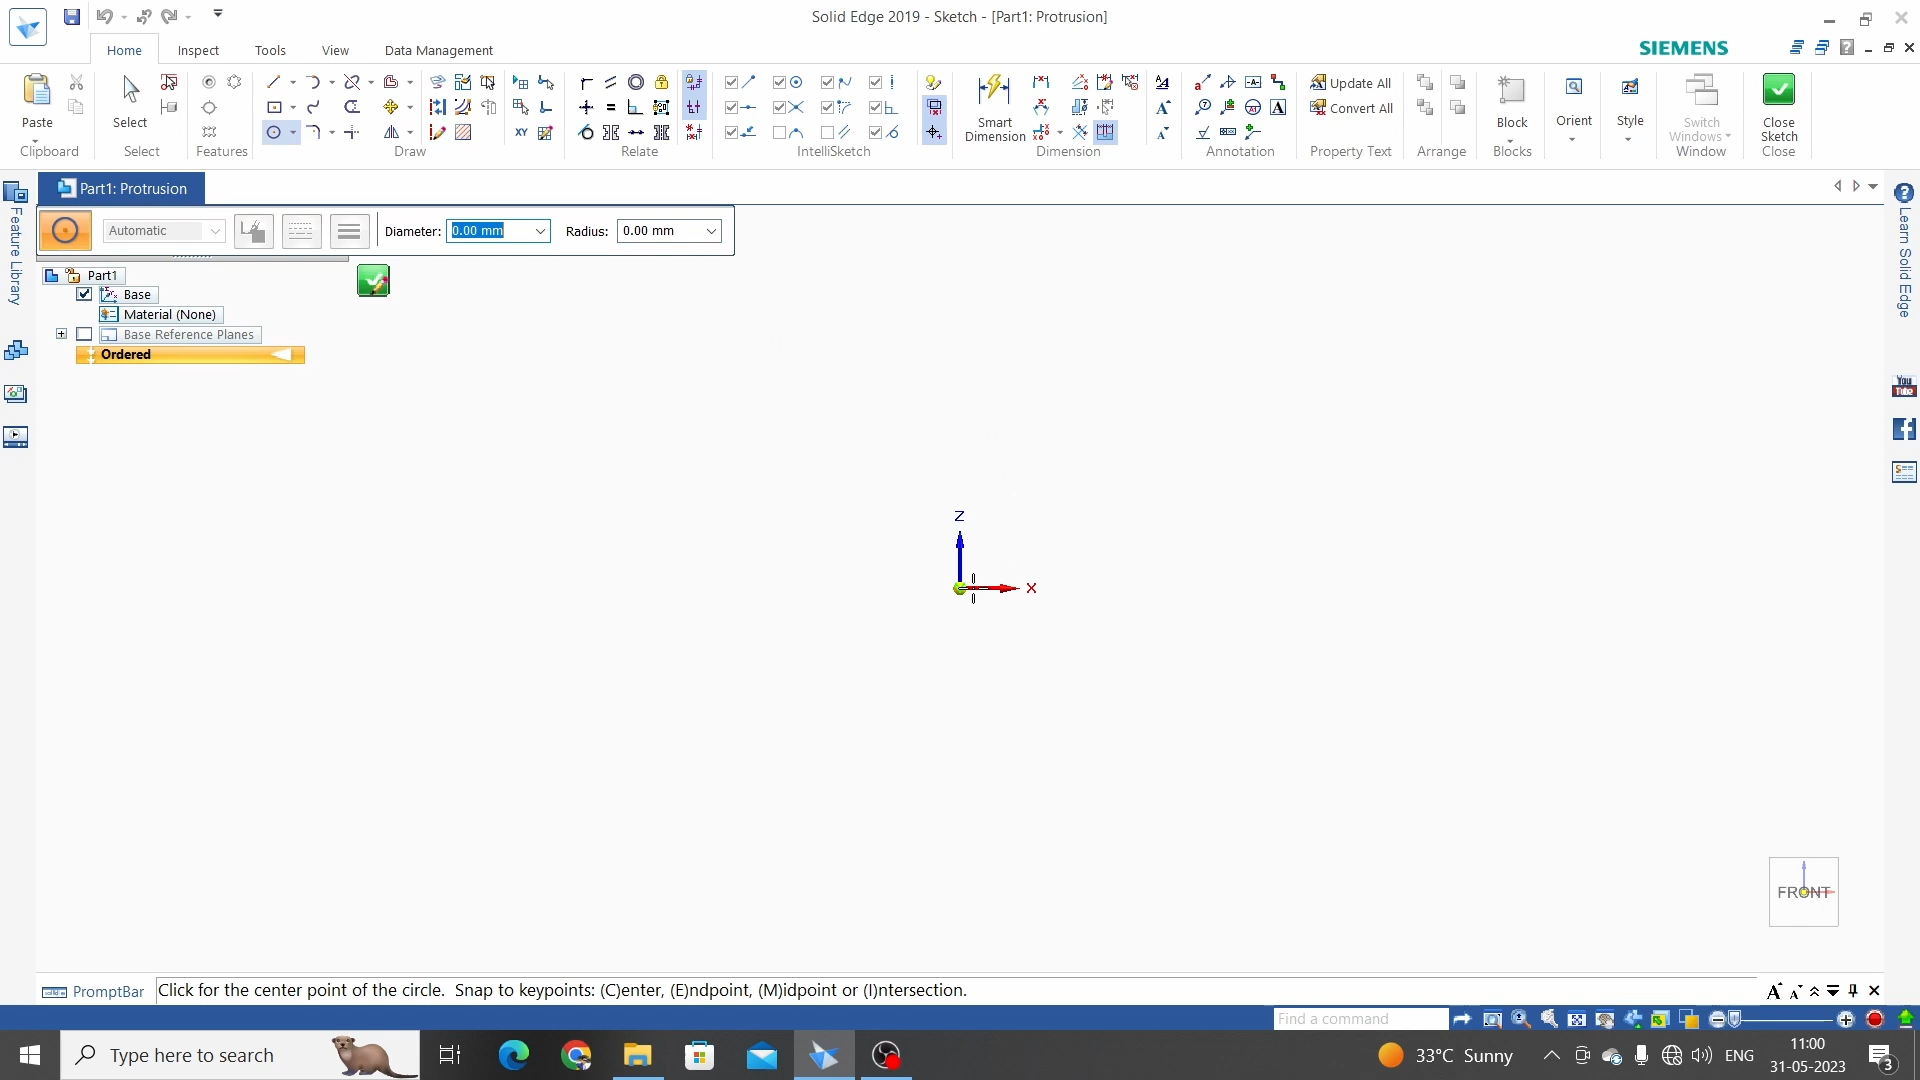 Solid Edge 2019 - Sketch - [Part1: Protrusion]
Home Inspect Tools View Data Management
SIEMENS
Paste
Clipboard
Select
Select
Features
Draw
Relate
IntelliSketch
Smart
Dimension
Dimension
Annotation
Update All
Convert All
Property Text
Arrange
Block
Blocks
Orient
Style
Switch
Windows
Window
Close
Sketch
Close
Part1: Protrusion
Automatic
Diameter: 0.00 mm
Radius: 0.00 mm
Part1
Base
Material (None)
Base Reference Planes
Ordered
Feature Library
Learn Solid Edge
You
Tube
Z
X
FRONT
PromptBar
Click for the center point of the circle. Snap to keypoints: (C)enter, (E)ndpoint, (M)idpoint or (I)ntersection.
Find a command
Type here to search
33°C Sunny
ENG
11:00
31-05-2023
3